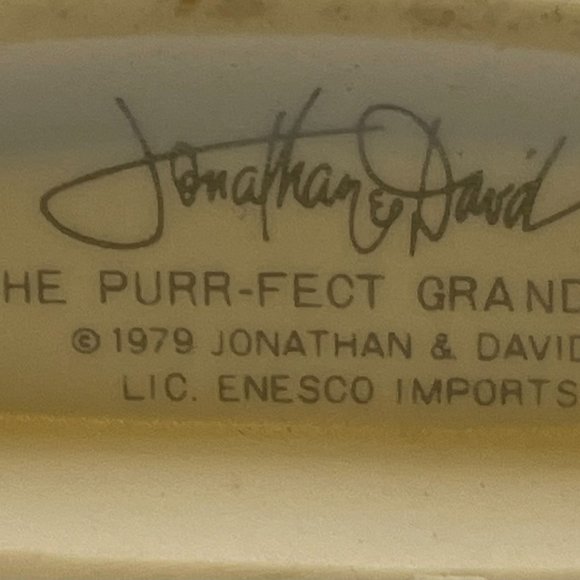 Jonathan & David
HE PURR-FECT GRAND
© 1979 JONATHAN & DAVID
LIC. ENESCO IMPORTS